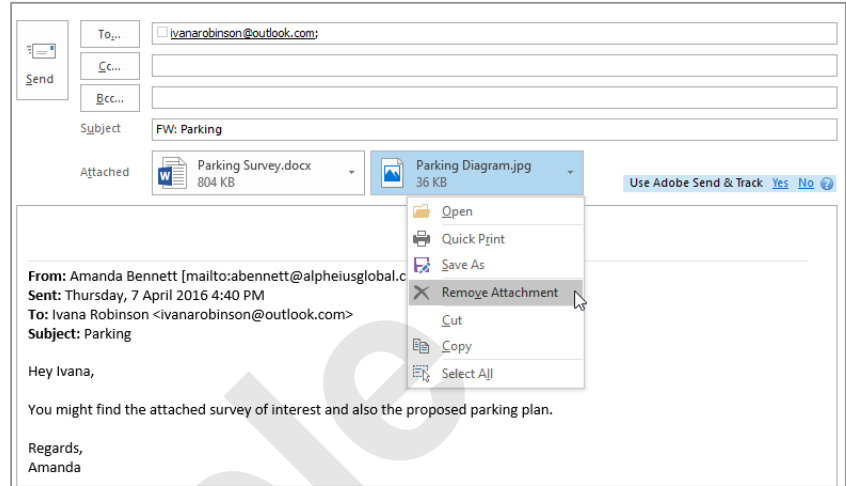 To...
ivanarobinson@outlook.com;
Send
Cc...
Bcc...
Subject
FW: Parking
Attached
Parking Survey.docx
804 KB
Parking Diagram.jpg
36 KB
Use Adobe Send & Track Yes No
Open
Quick Print
Save As
Remove Attachment
Cut
Copy
Select All
From: Amanda Bennett [mailto:abennett@alpheiusglobal.c
Sent: Thursday, 7 April 2016 4:40 PM
To: Ivana Robinson <ivanarobinson@outlook.com>
Subject: Parking
Hey Ivana,
You might find the attached survey of interest and also the proposed parking plan.
Regards,
Amanda